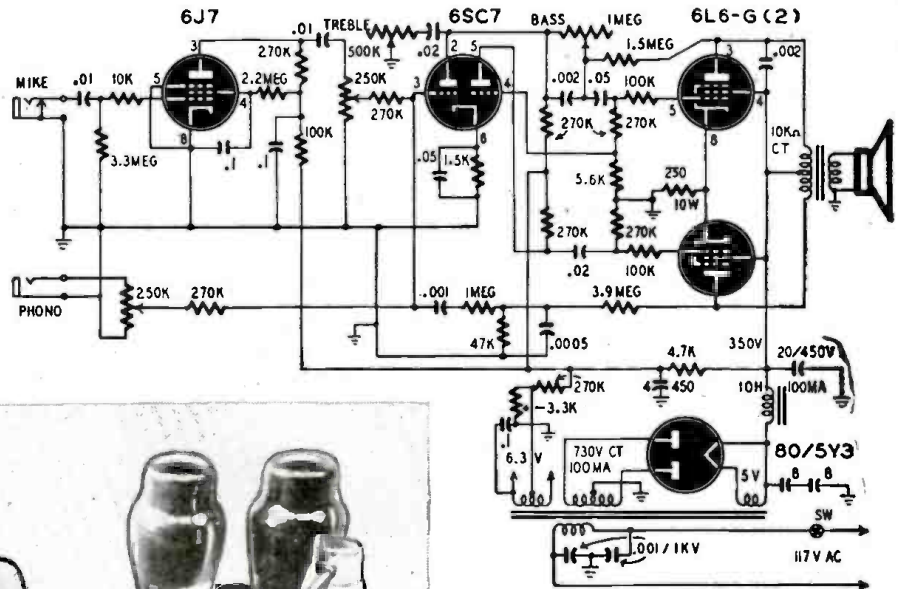 6J7 6SC7 6L6-G(2)
.01 TREBLE BASS 1MEG
270K 500K .02 1.5MEG .002
3 2 5 3
MIKE .01 10K 5 2.2MEG 4 250K 3 4 .002 .05 100K 5 4
270K 270K 270K 10KΩ
8 100K 6 8 CT
3.3MEG .1 .1 .05 1.5K 5.6K 250
10W
270K 270K
.02 100K
PHONO 250K 270K .001 1MEG 3.9MEG
47K .0005 350V
4.7K 20/450V
270K 4 450 10H 100MA
3.3K
.1 6.3 V 730V CT 80/5Y3
100MA 5V 8 8
SW
.001/1KV 117V AC